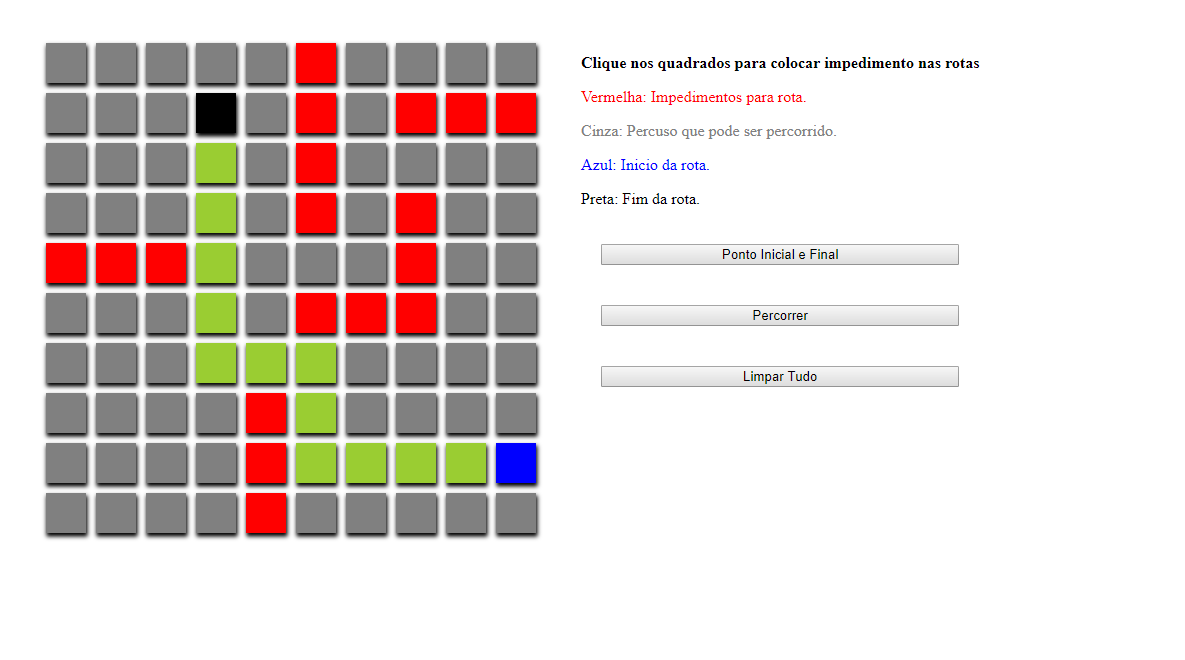 Clique nos quadrados para colocar impedimento nas rotas
Vermelha: Impedimentos para rota.
Cinza: Percuso que pode ser percorrido.
Azul: Inicio da rota.
Preta: Fim da rota.
Ponto Inicial e Final
Percorrer
Limpar Tudo